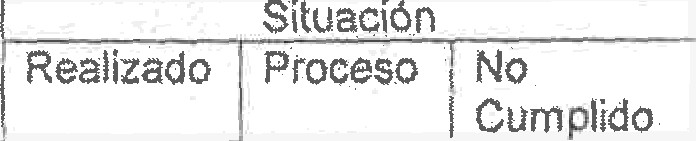 Situación
Realizado Proceso No
Cumplido